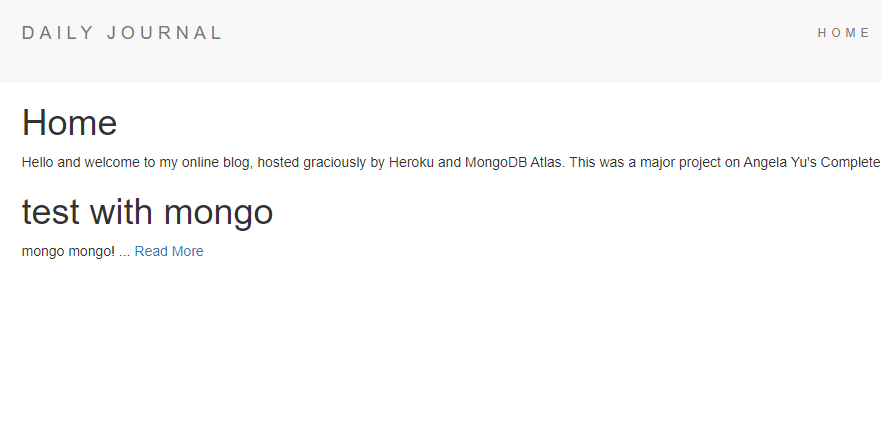 DAILY JOURNAL
HOME
Home
Hello and welcome to my online blog, hosted graciously by Heroku and MongoDB Atlas. This was a major project on Angela Yu's Complete
test with mongo
mongo mongo! ... Read More